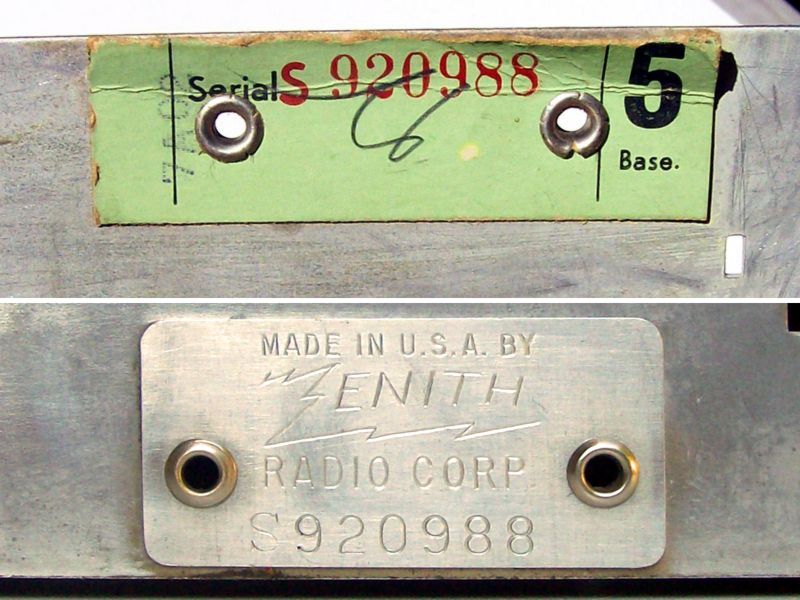 Serial S 920988
5
Base.
MADE IN U.S.A. BY
ZENITH
RADIO CORP
S920988